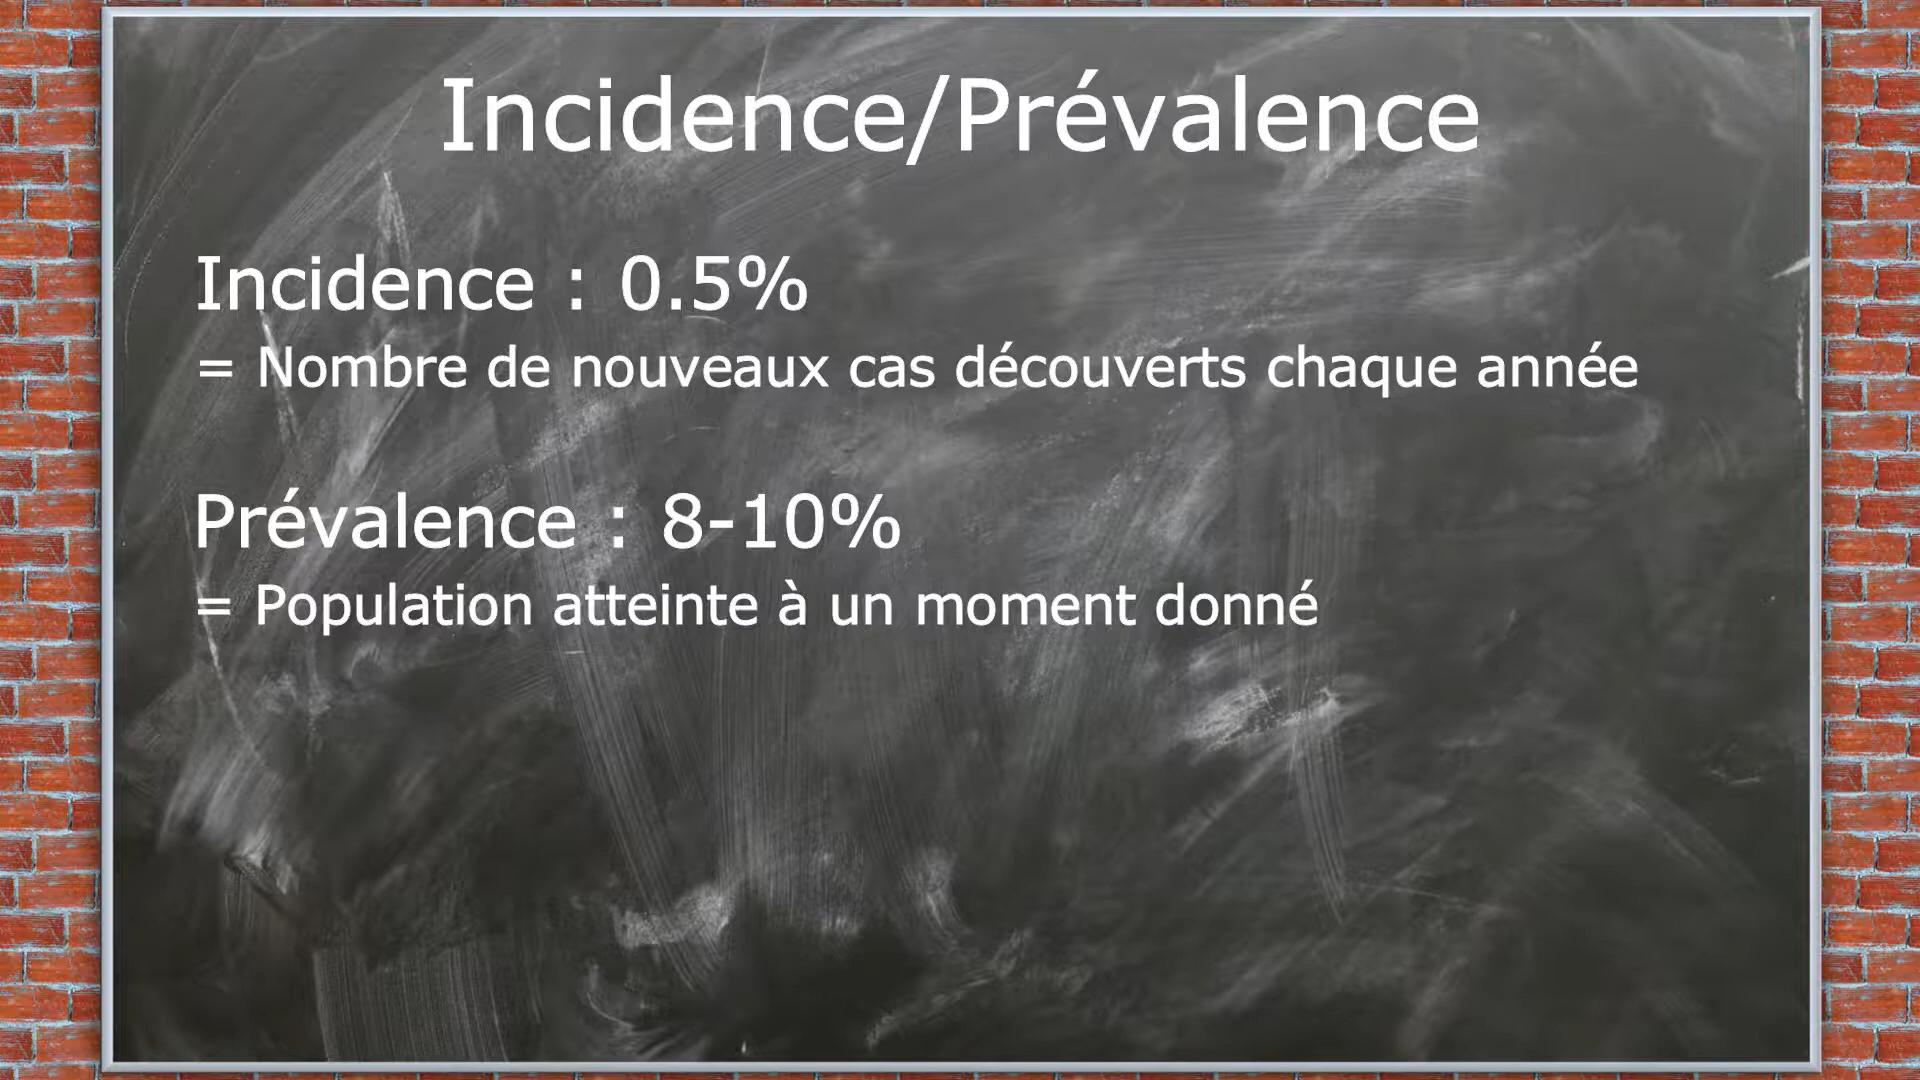 Incidence/Prévalence
Incidence : 0.5%
= Nombre de nouveaux cas découverts chaque année
Prévalence : 8-10%
= Population atteinte à un moment donné